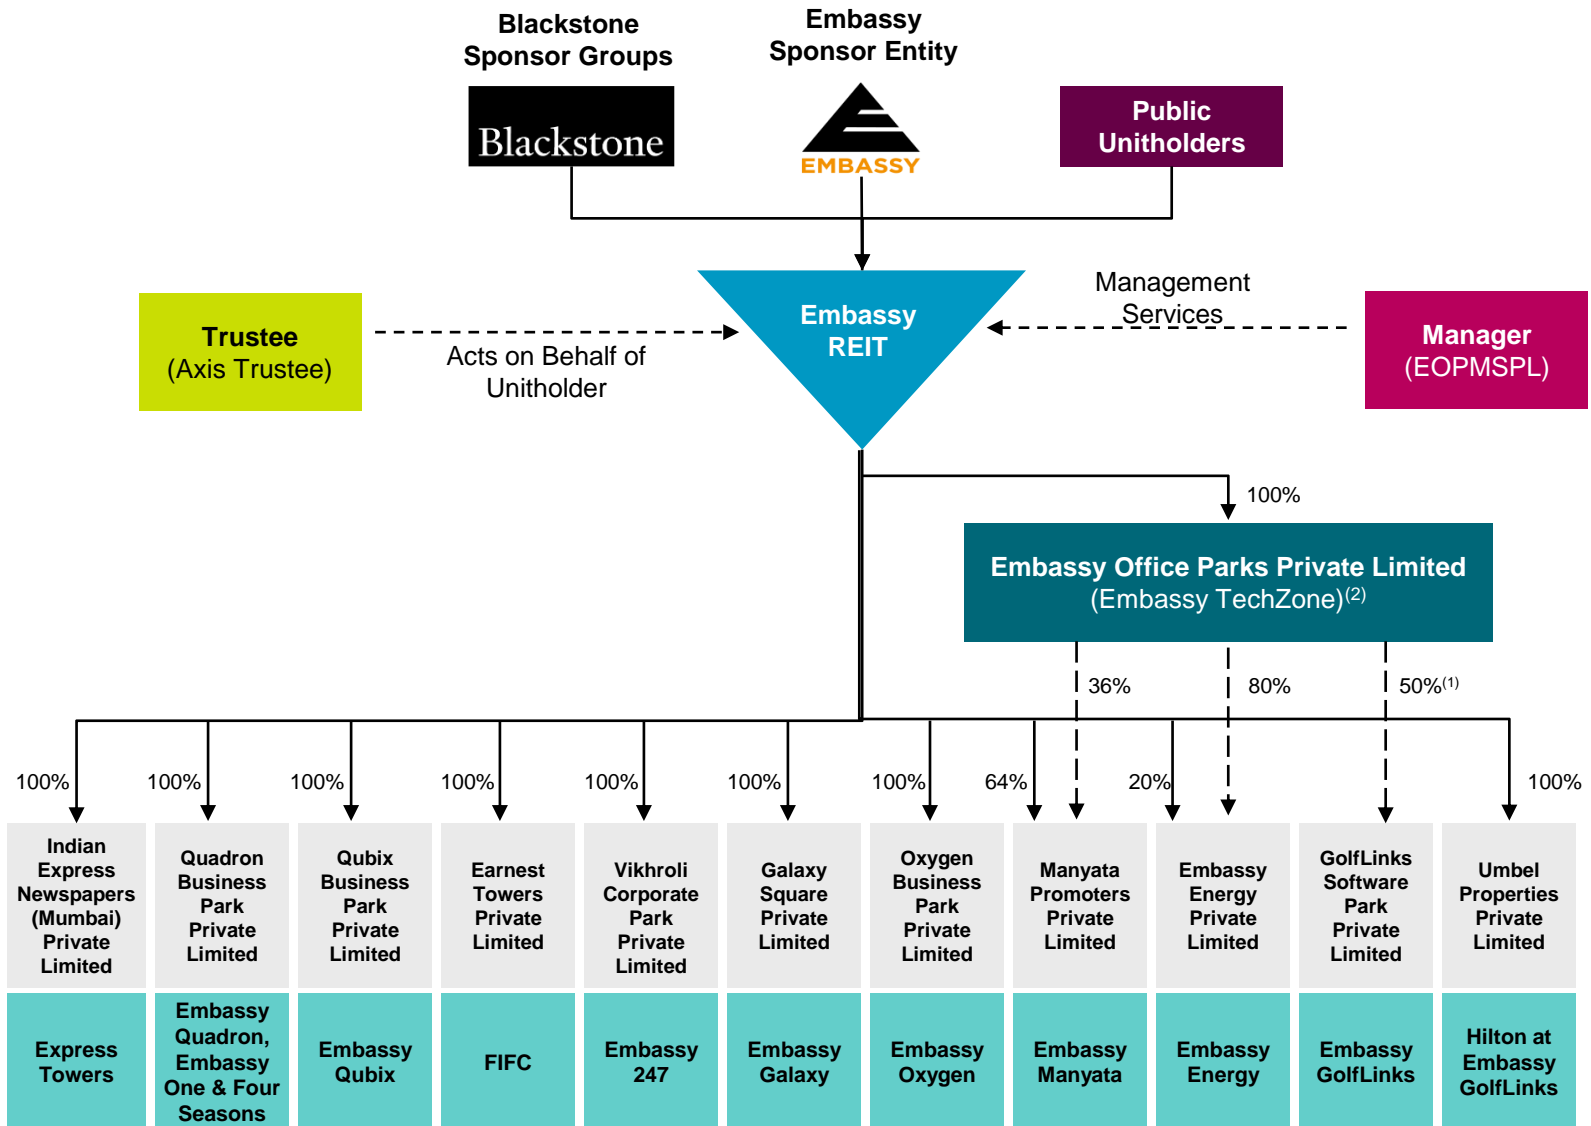 Blackstone
Sponsor Groups
Embassy
Sponsor Entity
Blackstone
EMBASSY
Public
Unitholders
Embassy
REIT
Trustee
(Axis Trustee)
Acts on Behalf of
Unitholder
Management
Services
Manager
(EOPMSPL)
100%
Embassy Office Parks Private Limited
(Embassy TechZone)(2)
36%
80%
50%(1)
100%
100%
100%
100%
100%
100%
100%
64%
20%
100%
Indian
Express
Newspapers
(Mumbai)
Private
Limited
Quadron
Business
Park
Private
Limited
Qubix
Business
Park
Private
Limited
Earnest
Towers
Private
Limited
Vikhroli
Corporate
Park
Private
Limited
Galaxy
Square
Private
Limited
Oxygen
Business
Park
Private
Limited
Manyata
Promoters
Private
Limited
Embassy
Energy
Private
Limited
GolfLinks
Software
Park
Private
Limited
Umbel
Properties
Private
Limited
Express
Towers
Embassy
Quadron,
Embassy
One & Four
Seasons
Embassy
Qubix
FIFC
Embassy
247
Embassy
Galaxy
Embassy
Oxygen
Embassy
Manyata
Embassy
Energy
Embassy
GolfLinks
Hilton at
Embassy
GolfLinks